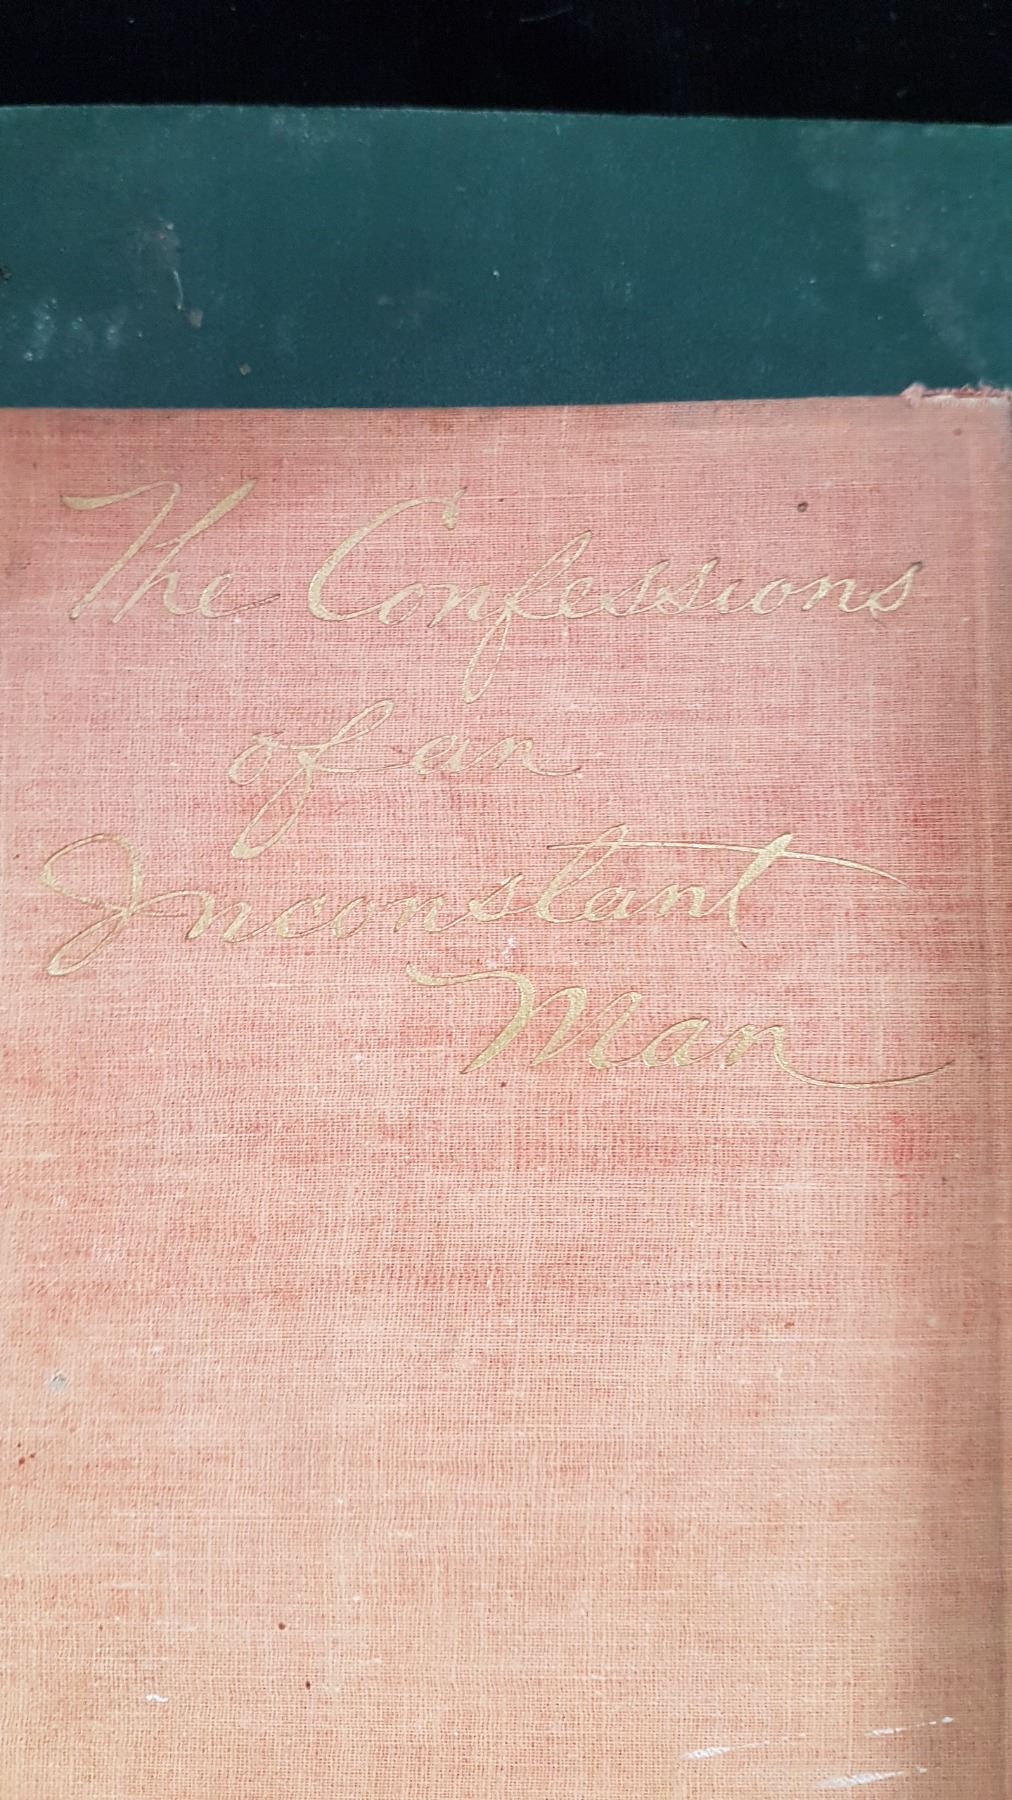 The Confessions
of an
Inconstant
Man